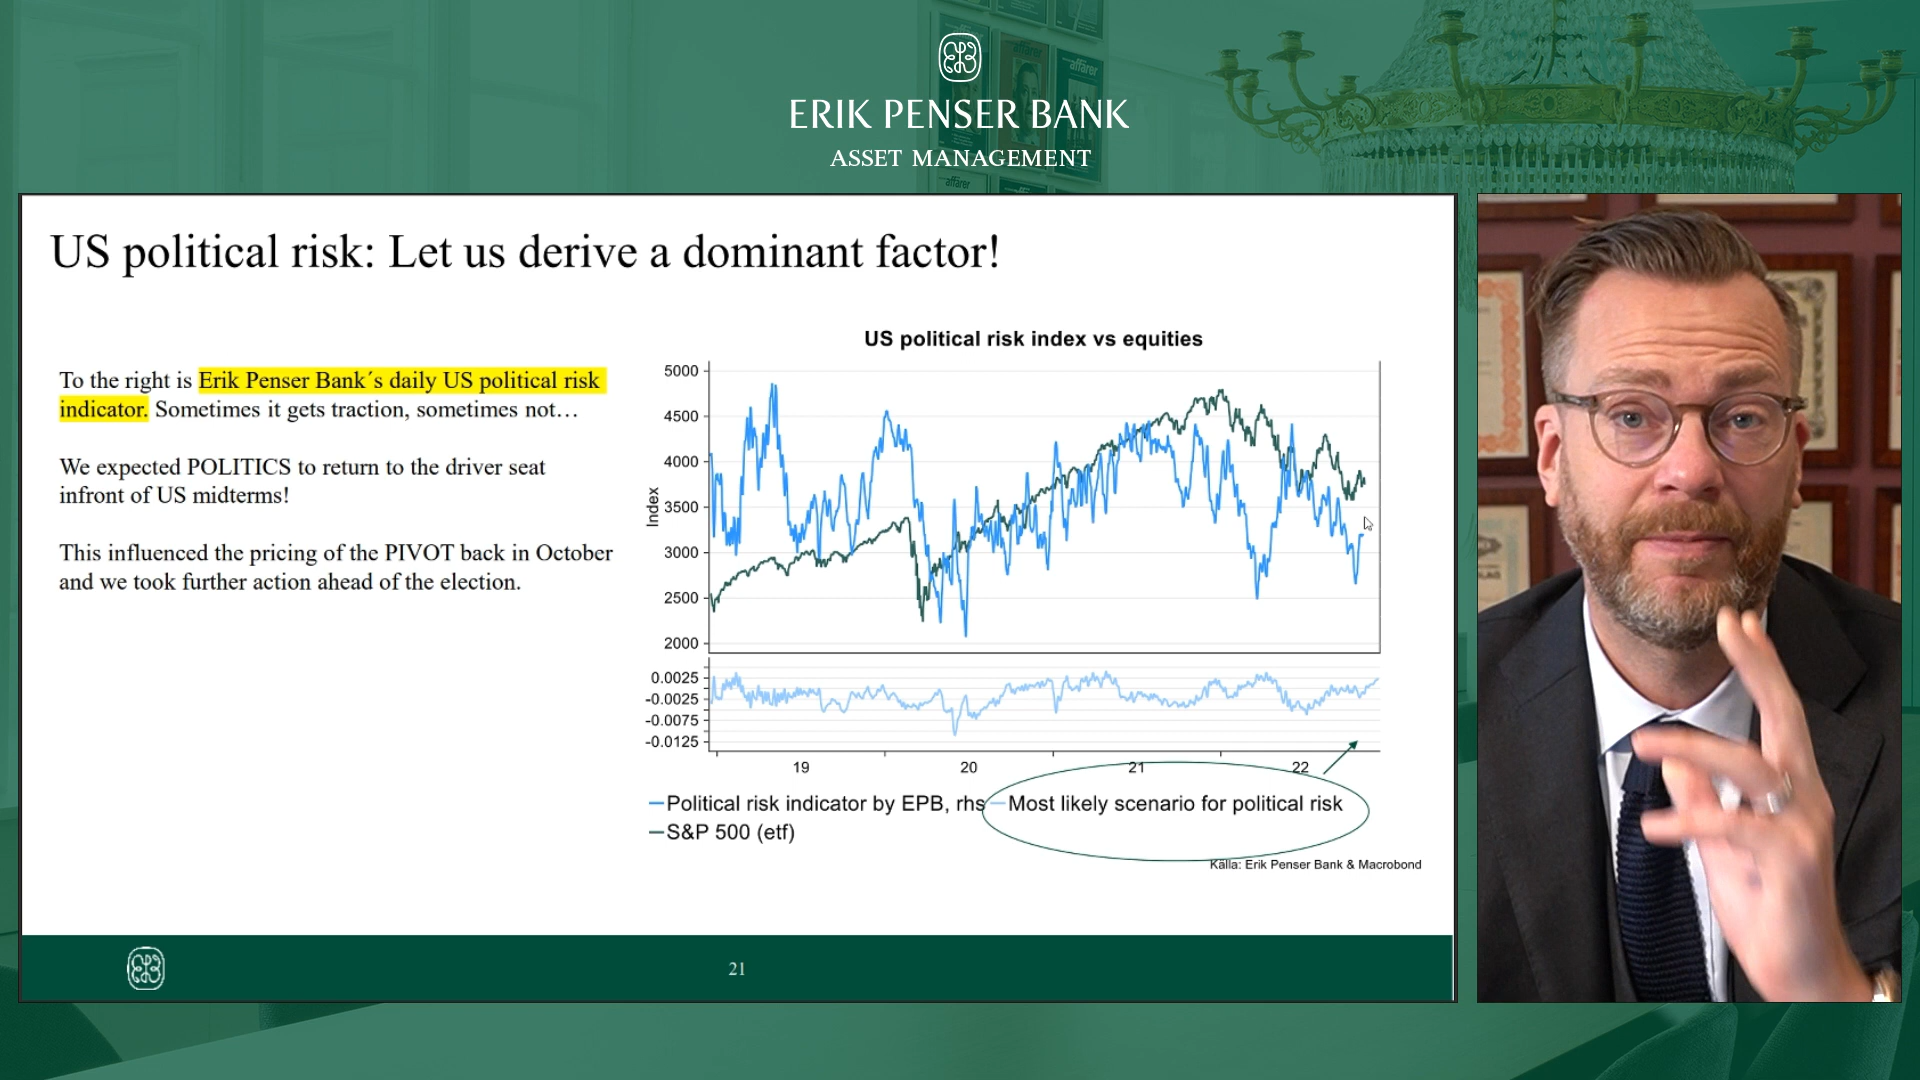 affärer
affärer
ERIK PENSER BANK
ASSET MANAGEMENT
affärer
US political risk: Let us derive a dominant factor!
To the right is Erik Penser Bank´s daily US political risk
indicator. Sometimes it gets traction, sometimes not…
We expected POLITICS to return to the driver seat
infront of US midterms!
This influenced the pricing of the PIVOT back in October
and we took further action ahead of the election.
US political risk index vs equities
Index
5000
4500
4000
3500
3000
2500
2000
0.0025
-0.0025
-0.0075
-0.0125
19 20 21 22
Political risk indicator by EPB, rhs Most likely scenario for political risk
S&P 500 (etf)
Källa: Erik Penser Bank & Macrobond
21